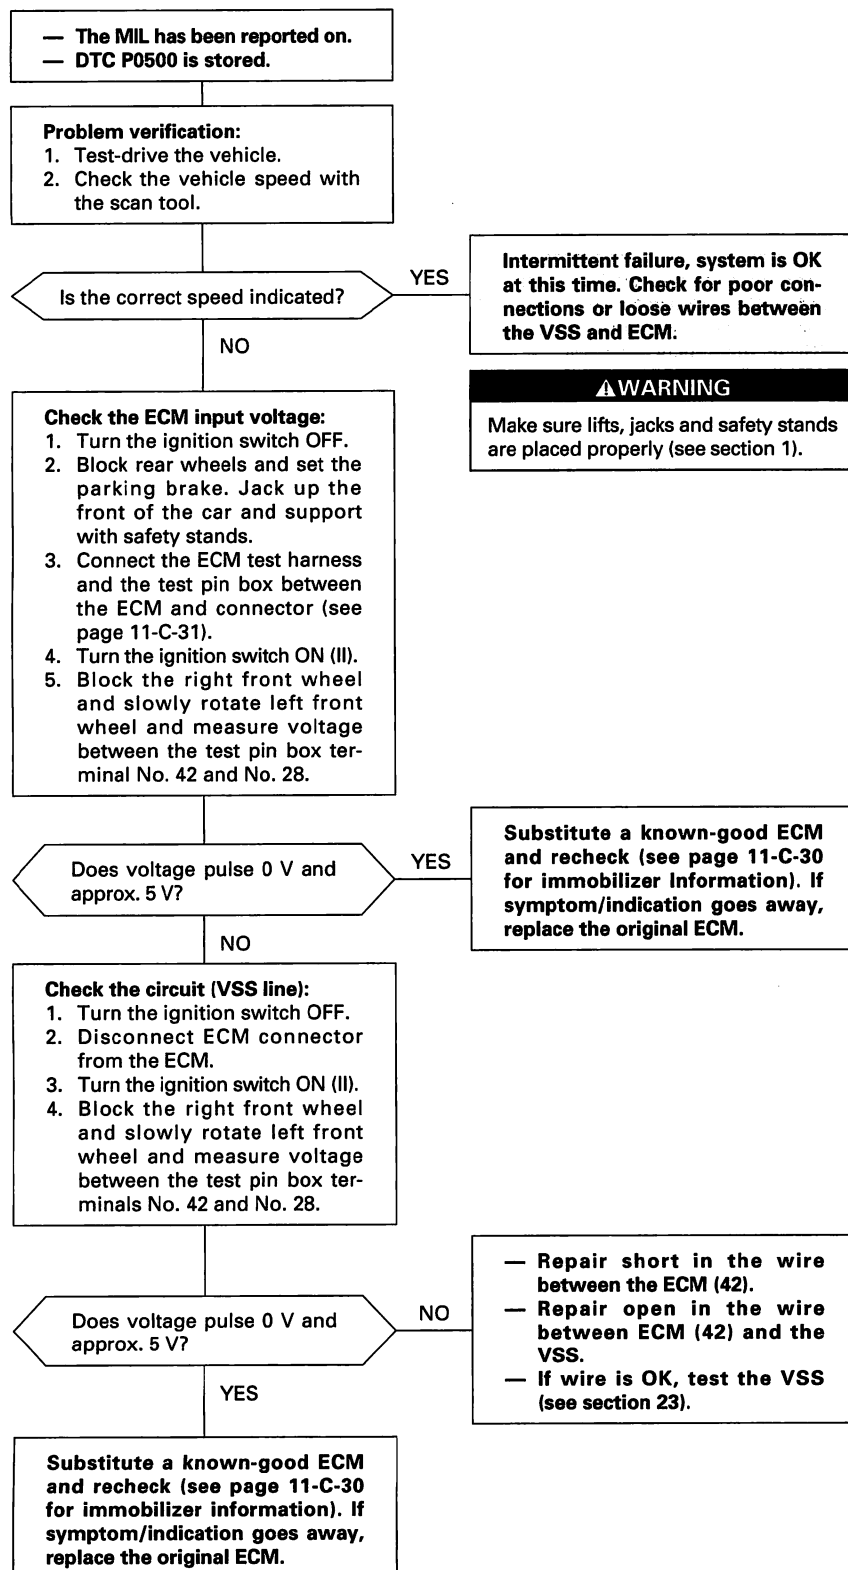 — The MIL has been reported on.
— DTC P0500 is stored.
Problem verification:
1. Test-drive the vehicle.
2. Check the vehicle speed with
the scan tool.
Is the correct speed indicated?
YES
Intermittent failure, system is OK
at this time. Check for poor con-
nections or loose wires between
the VSS and ECM.
NO
⚠WARNING
Make sure lifts, jacks and safety stands
are placed properly (see section 1).
Check the ECM input voltage:
1. Turn the ignition switch OFF.
2. Block rear wheels and set the
parking brake. Jack up the
front of the car and support
with safety stands.
3. Connect the ECM test harness
and the test pin box between
the ECM and connector (see
page 11-C-31).
4. Turn the ignition switch ON (II).
5. Block the right front wheel
and slowly rotate left front
wheel and measure voltage
between the test pin box ter-
minal No. 42 and No. 28.
Does voltage pulse 0 V and
approx. 5 V?
YES
Substitute a known-good ECM
and recheck (see page 11-C-30
for immobilizer Information). If
symptom/indication goes away,
replace the original ECM.
NO
Check the circuit (VSS line):
1. Turn the ignition switch OFF.
2. Disconnect ECM connector
from the ECM.
3. Turn the ignition switch ON (II).
4. Block the right front wheel
and slowly rotate left front
wheel and measure voltage
between the test pin box ter-
minals No. 42 and No. 28.
Does voltage pulse 0 V and
approx. 5 V?
NO
— Repair short in the wire
between the ECM (42).
— Repair open in the wire
between ECM (42) and the
VSS.
— If wire is OK, test the VSS
(see section 23).
YES
Substitute a known-good ECM
and recheck (see page 11-C-30
for immobilizer information). If
symptom/indication goes away,
replace the original ECM.